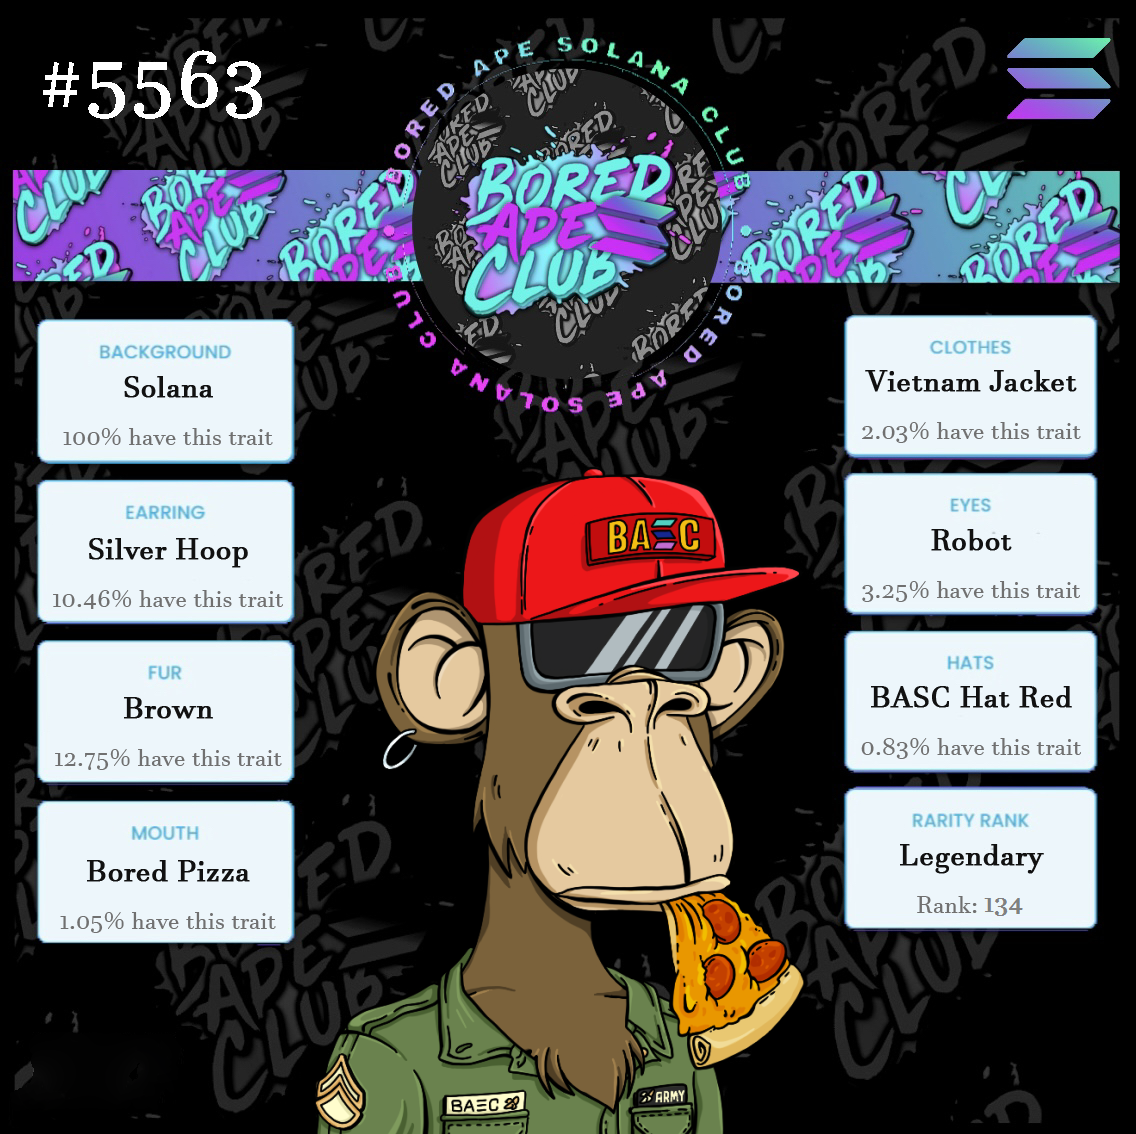 #5563
BORED APE SOLANA CLUB
BORED APE SOLANA CLUB
BORED
APE
CLUB
BACKGROUND
Solana
100% have this trait
EARRING
Silver Hoop
10.46% have this trait
FUR
Brown
12.75% have this trait
MOUTH
Bored Pizza
1.05% have this trait
CLOTHES
Vietnam Jacket
2.03% have this trait
EYES
Robot
3.25% have this trait
HATS
BASC Hat Red
0.83% have this trait
RARITY RANK
Legendary
Rank: 134
BASC
BAEC
ARMY